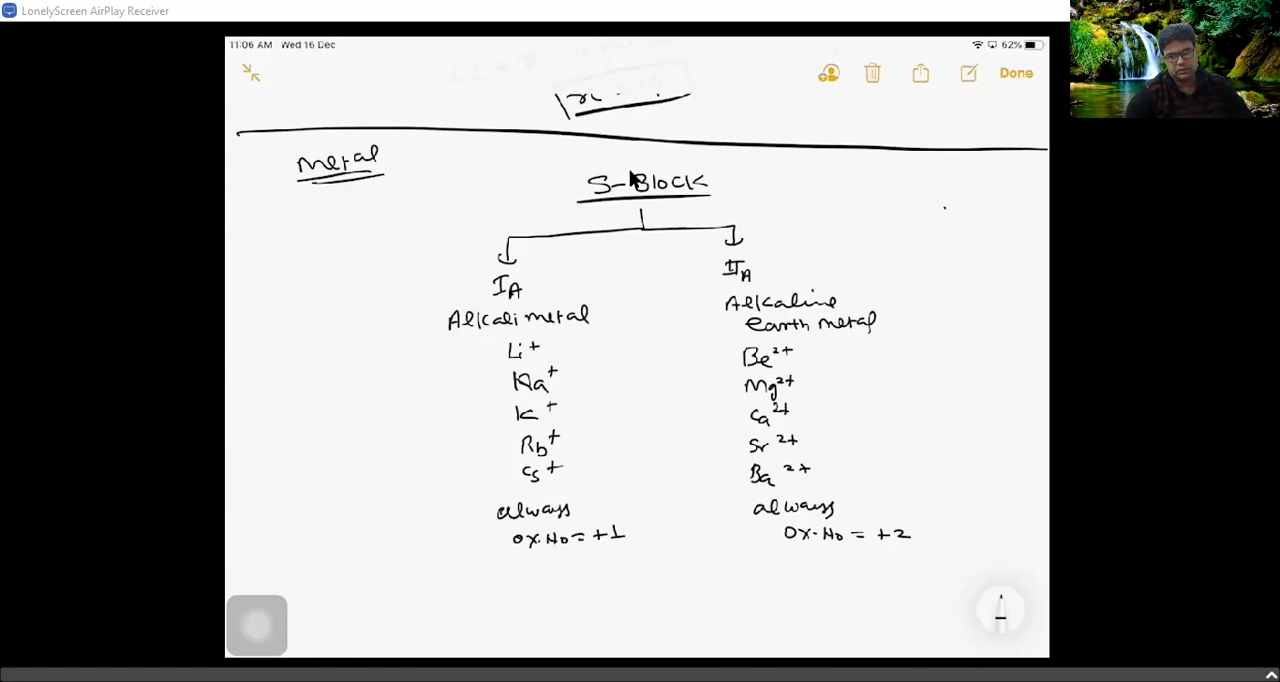 LonelyScreen AirPlay Receiver
11:06 AM Wed 16 Dec
62%
Done
Metal
S-Block
IA
IIA
Alkali metal
Alkaline
earth metal
Li+
Be2+
Na+
Mg2+
K+
Ca2+
Rb+
Sr2+
Cs+
Ba2+
always
always
OX.No = +1
OX.No = +2